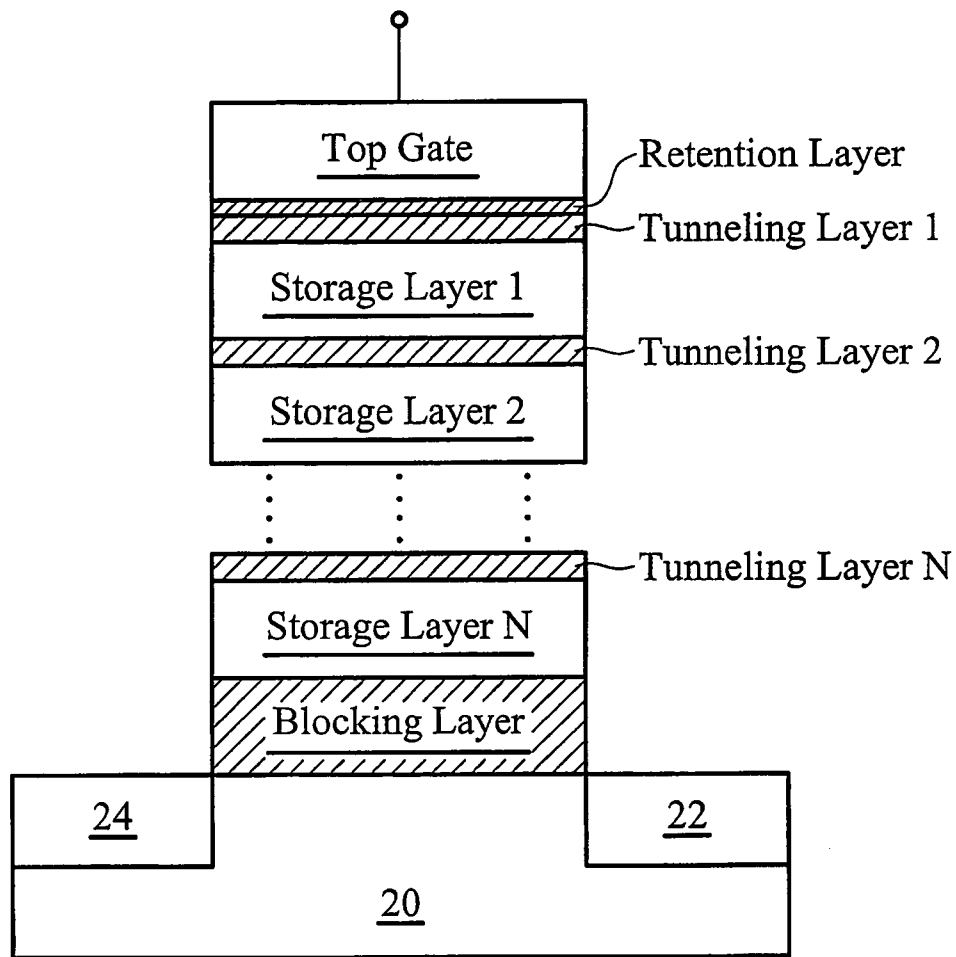 Top Gate
Retention Layer
Tunneling Layer 1
Storage Layer 1
Tunneling Layer 2
Storage Layer 2
Tunneling Layer N
Storage Layer N
Blocking Layer
24
22
20